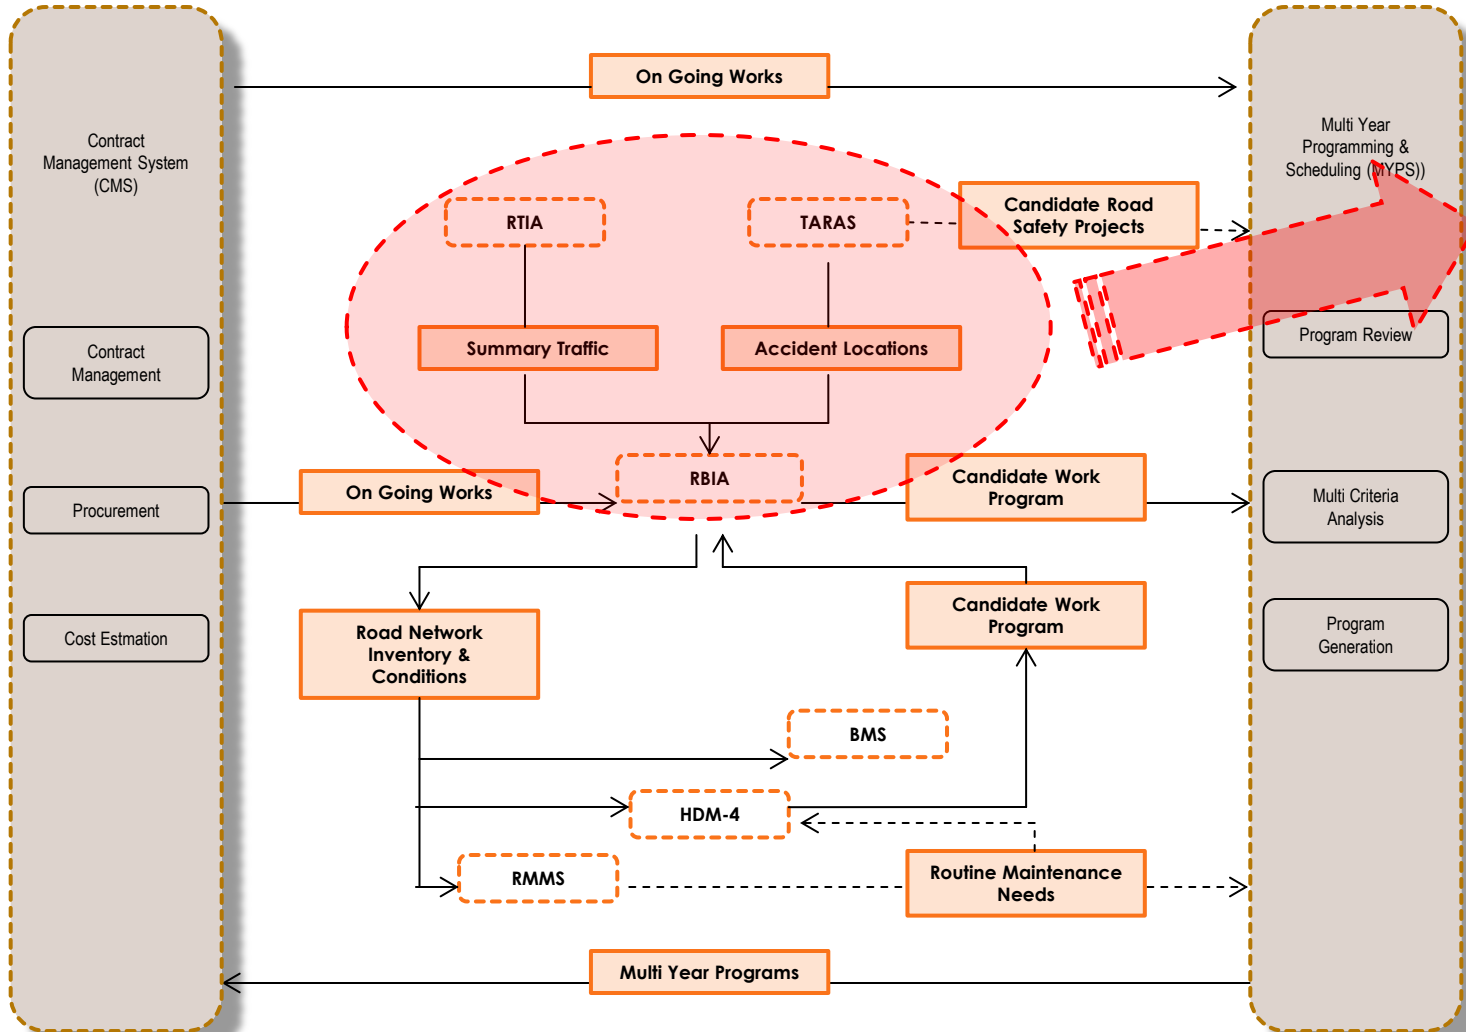 On Going Works
Contract
Management System
(CMS)
Multi Year
Programming &
Scheduling (MYPS))
RTIA
TARAS
Candidate Road
Safety Projects
Contract
Management
Summary Traffic
Accident Locations
Program Review
On Going Works
RBIA
Candidate Work
Program
Procurement
Multi Criteria
Analysis
Road Network
Inventory &
Conditions
Candidate Work
Program
Cost Estmation
Program
Generation
BMS
HDM-4
RMMS
Routine Maintenance
Needs
Multi Year Programs